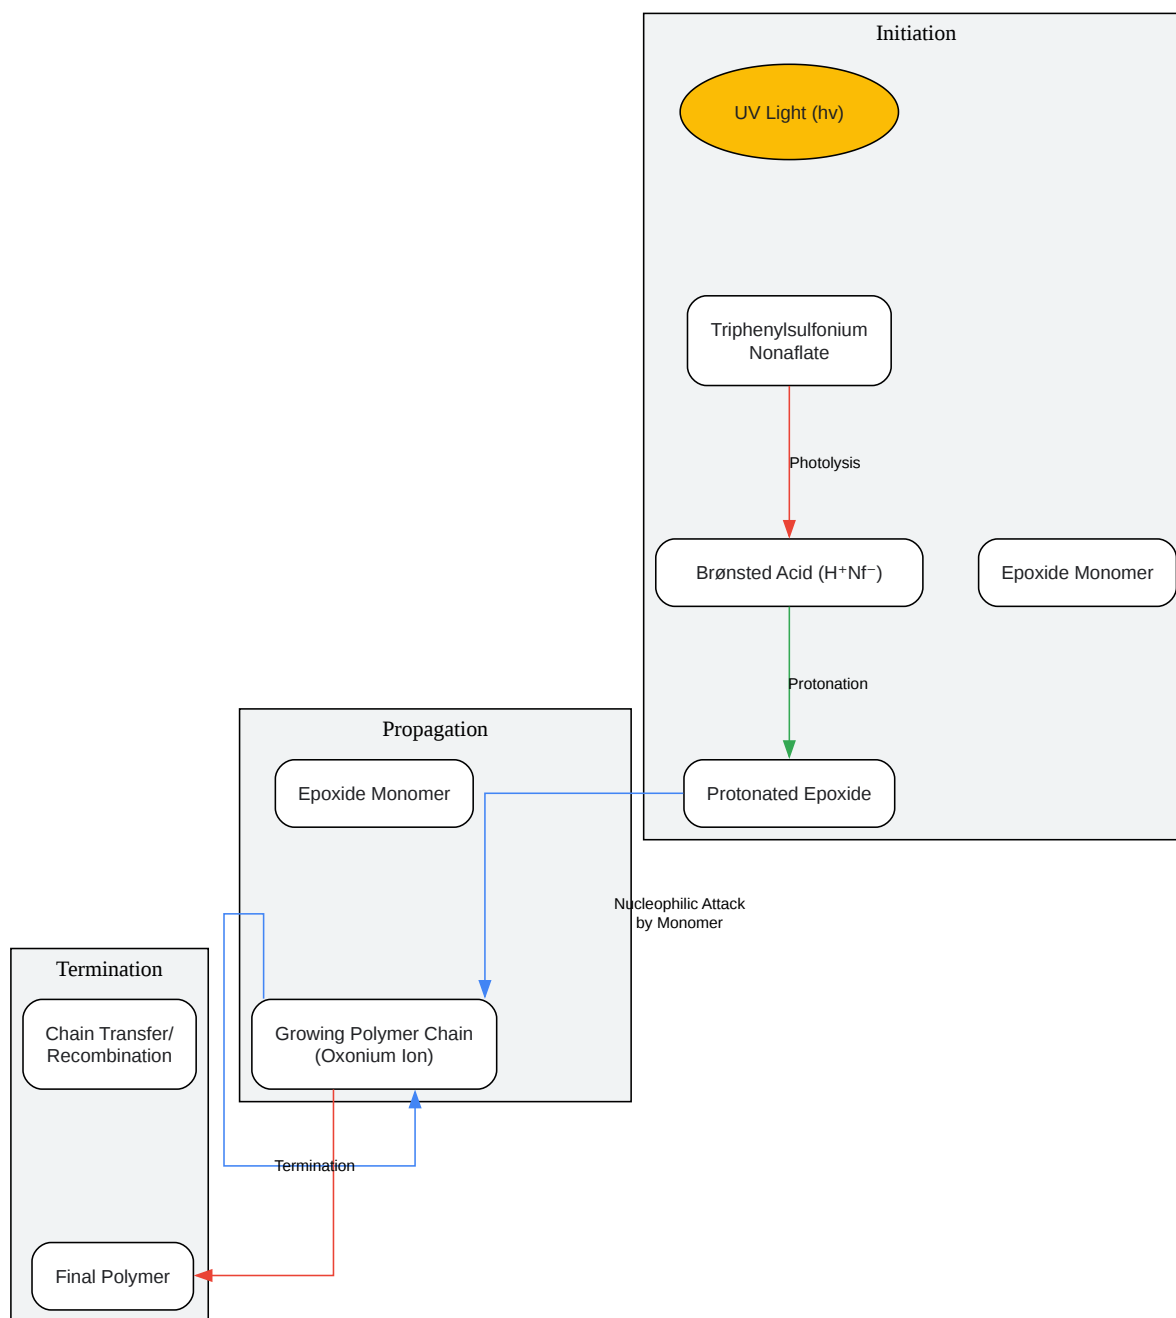 Initiation
UV Light (hv)
Triphenylsulfonium
Nonaflate
Photolysis
Brønsted Acid (H⁺Nf⁻)
Epoxide Monomer
Protonation
Protonated Epoxide
Propagation
Epoxide Monomer
Nucleophilic Attack
by Monomer
Growing Polymer Chain
(Oxonium Ion)
Termination
Termination
Chain Transfer/
Recombination
Final Polymer